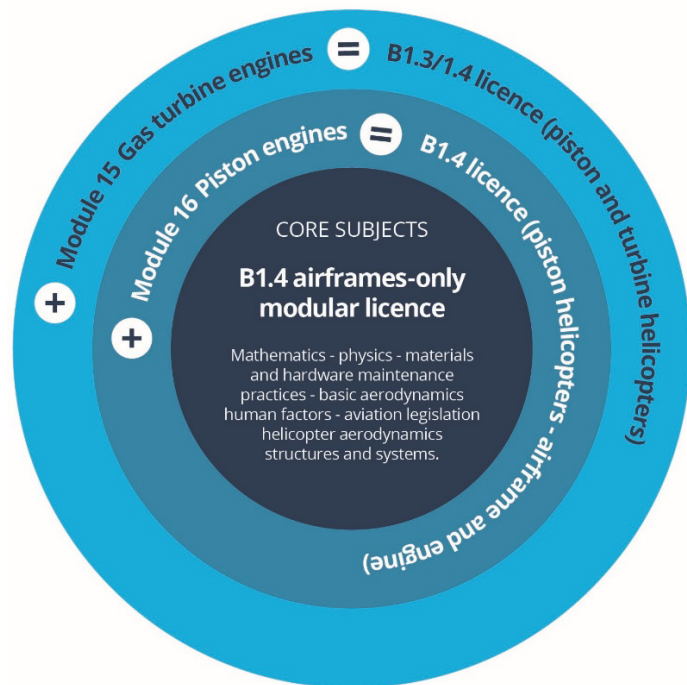 + Module 15 Gas turbine engines = B1.3/1.4 licence (piston and turbine helicopters)
+ Module 16 Piston engines = B1.4 licence (piston helicopters - airframe and engine)
CORE SUBJECTS
B1.4 airframes-only
modular licence
Mathematics - physics - materials
and hardware maintenance
practices - basic aerodynamics
human factors - aviation legislation
helicopter aerodynamics
structures and systems.